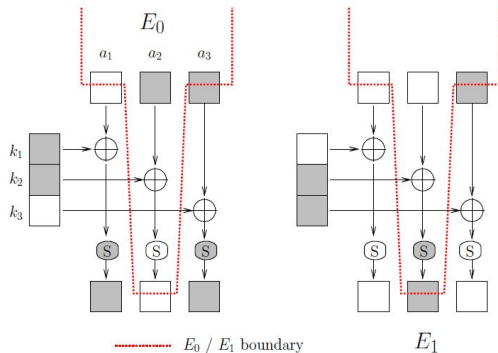 E₀
a₁ a₂ a₃
k₁
k₂
k₃
S S S S S S
E₀ / E₁ boundary
E₁